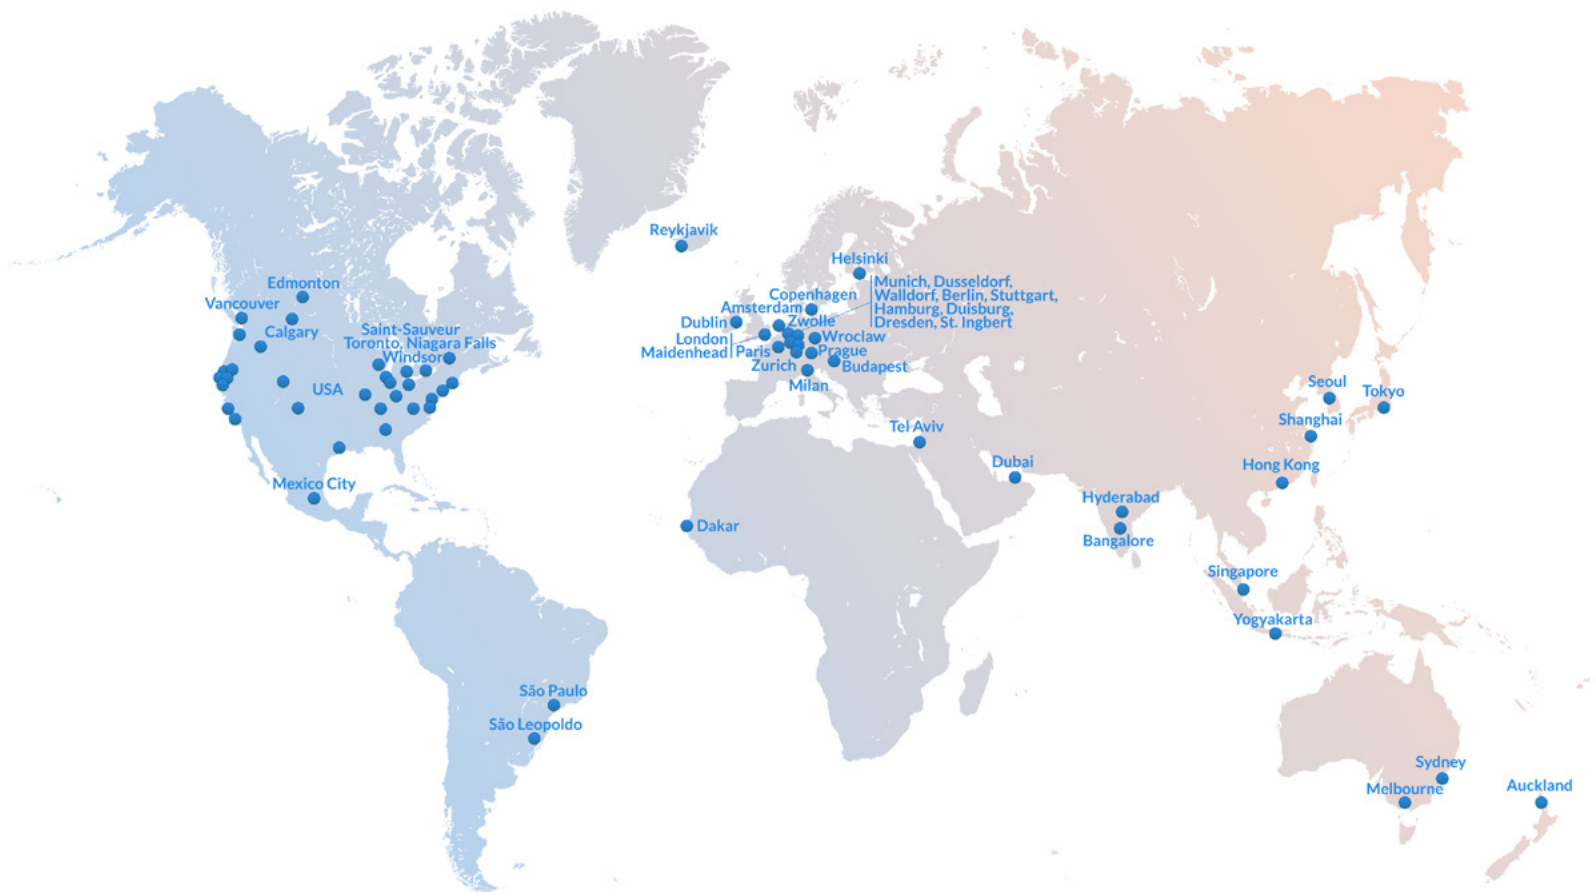 Reykjavik
Helsinki
Edmonton
Vancouver
Calgary
Saint-Sauveur
Toronto, Niagara Falls
Windsor
USA
Mexico City
São Paulo
São Leopoldo
Copenhagen
Amsterdam
Zwolle
Dublin
London
Maidenhead
Paris
Munich, Dusseldorf,
Walldorf, Berlin, Stuttgart,
Hamburg, Duisburg,
Dresden, St. Ingbert
Wroclaw
Prague
Zurich
Budapest
Milan
Tel Aviv
Dubai
Dakar
Hyderabad
Bangalore
Seoul
Tokyo
Shanghai
Hong Kong
Singapore
Yogyakarta
Sydney
Melbourne
Auckland